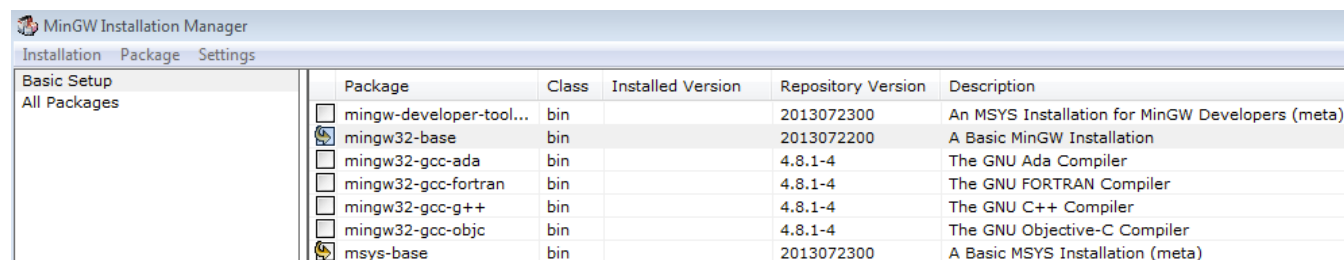 MinGW Installation Manager
Installation Package Settings
Basic Setup
All Packages
Package Class Installed Version Repository Version Description
mingw-developer-tool... bin 2013072300 An MSYS Installation for MinGW Developers (meta)
mingw32-base bin 2013072200 A Basic MinGW Installation
mingw32-gcc-ada bin 4.8.1-4 The GNU Ada Compiler
mingw32-gcc-fortran bin 4.8.1-4 The GNU FORTRAN Compiler
mingw32-gcc-g++ bin 4.8.1-4 The GNU C++ Compiler
mingw32-gcc-objc bin 4.8.1-4 The GNU Objective-C Compiler
msys-base bin 2013072300 A Basic MSYS Installation (meta)